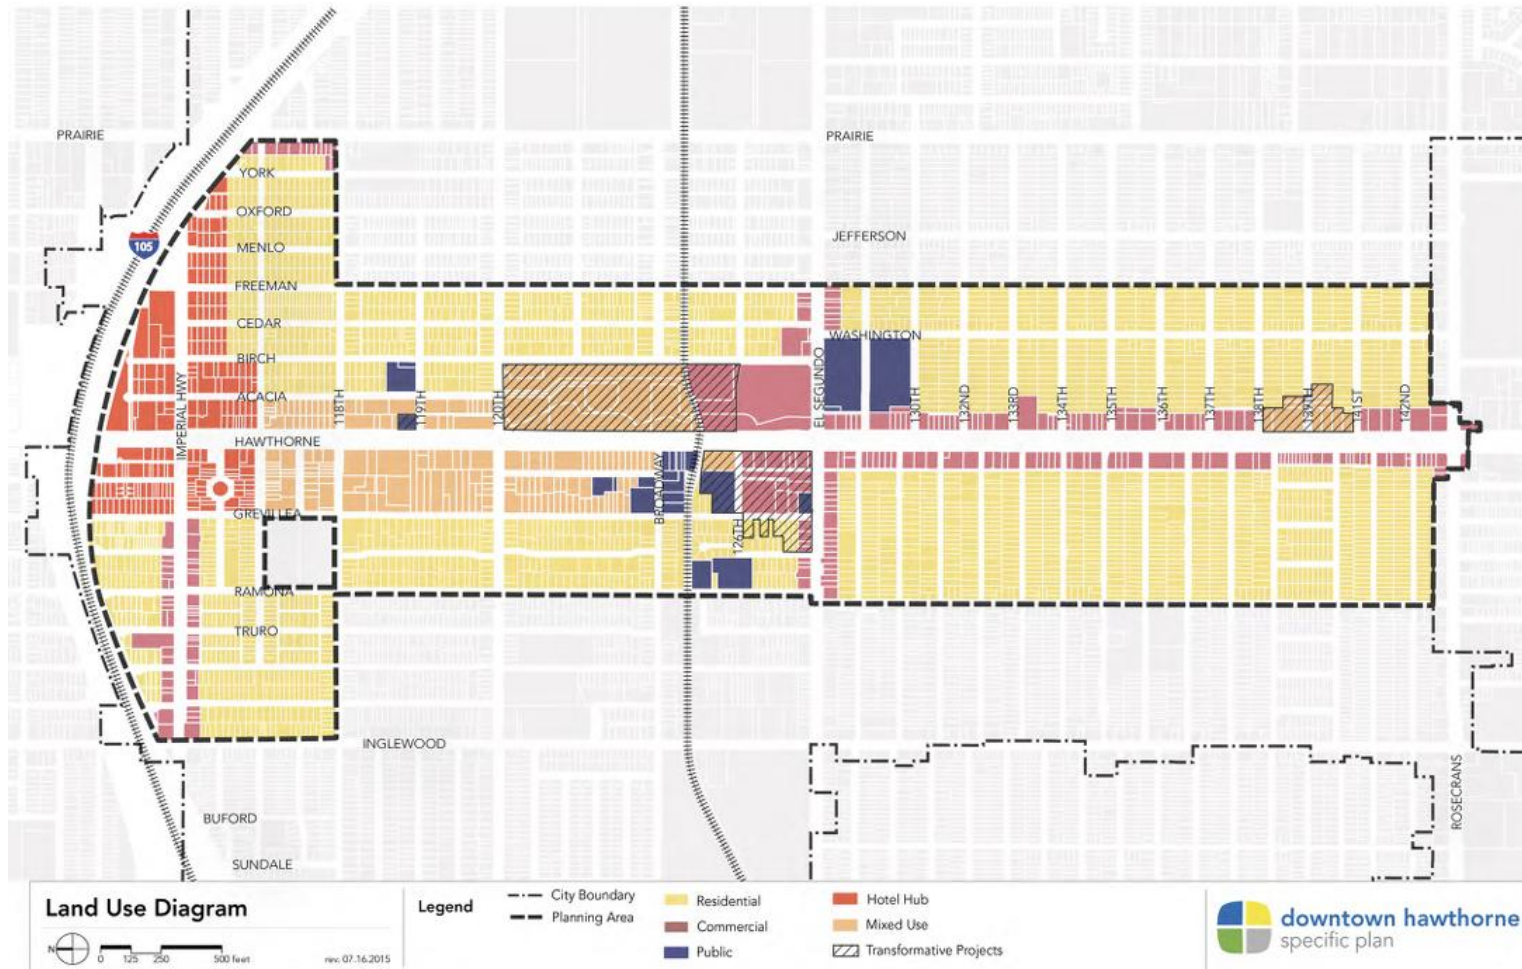 PRAIRIE
PRAIRIE
YORK
OXFORD
105
MENLO
JEFFERSON
FREEMAN
CEDAR
WASHINGTON
BIRCH
ACACIA
IMPERIAL HWY
118TH
119TH
120TH
EL SEGUNDO
130TH
132ND
133RD
134TH
135TH
136TH
137TH
138TH
139TH
141ST
142ND
HAWTHORNE
BROADWAY
GREVILLEA
126TH
RAMONA
TRURO
INGLEWOOD
ROSECRANS
BUFORD
SUNDALE
Land Use Diagram
N
0 125 250 500 feet
rev. 07.16.2015
Legend
City Boundary
Planning Area
Residential
Commercial
Public
Hotel Hub
Mixed Use
Transformative Projects
downtown hawthorne
specific plan